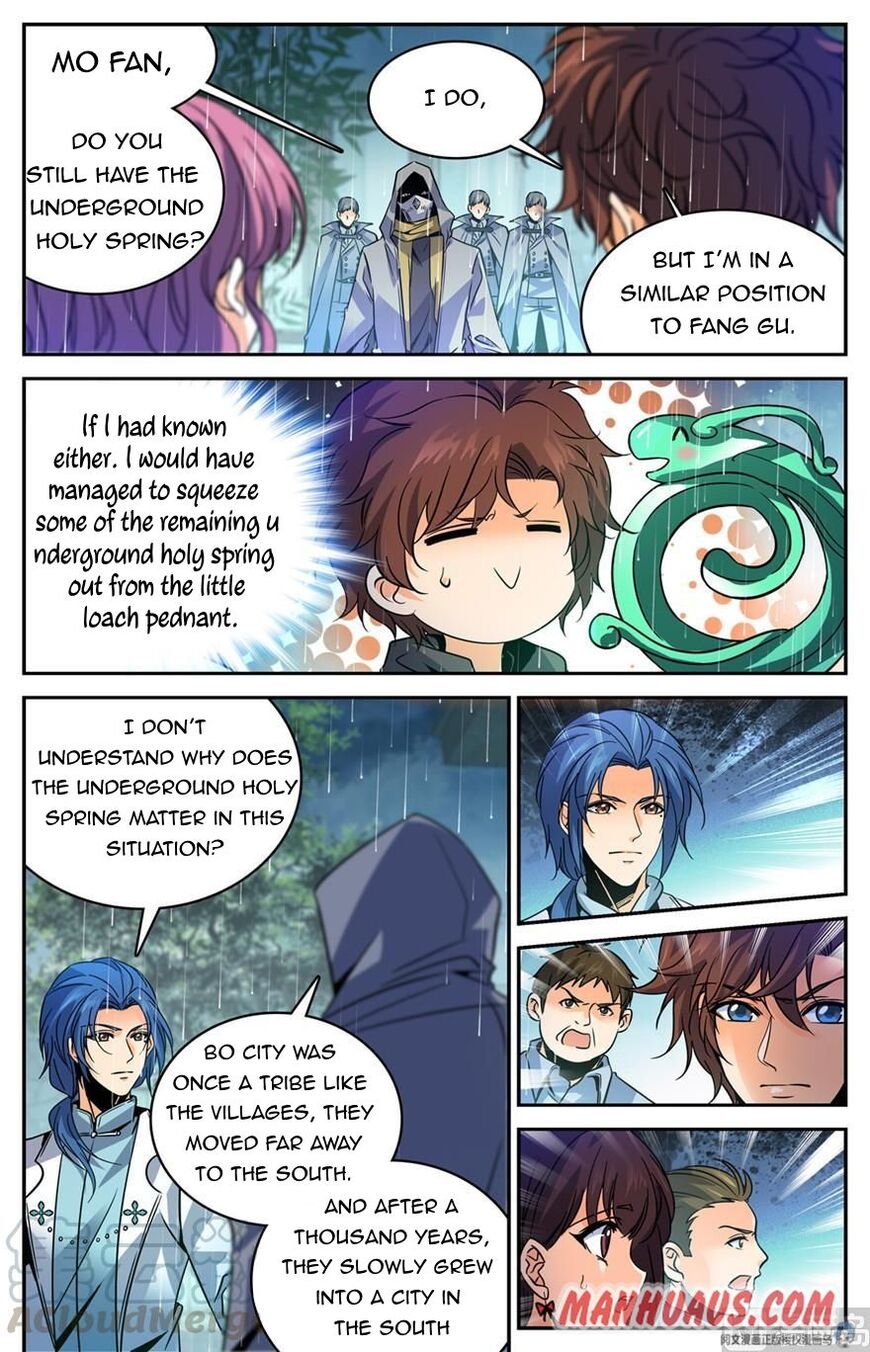 MO FAN,
DO YOU
STILL HAVE THE
UNDERGROUND
HOLY SPRING?
I DO,
BUT I'M IN A
SIMILAR POSITION
TO FANG GU.
If I had known
either. I would have
managed to squeeze
some of the remaining u
nderground holy spring
out from the little
loach pednant.
I DON'T
UNDERSTAND WHY DOES
THE UNDERGROUND HOLY
SPRING MATTER IN THIS
SITUATION?
BO CITY WAS
ONCE A TRIBE LIKE
THE VILLAGES, THEY
MOVED FAR AWAY
TO THE SOUTH.
AND AFTER A
THOUSAND YEARS,
THEY SLOWLY GREW
INTO A CITY IN
THE SOUTH
ACloudMerg
MANHUAUS.COM